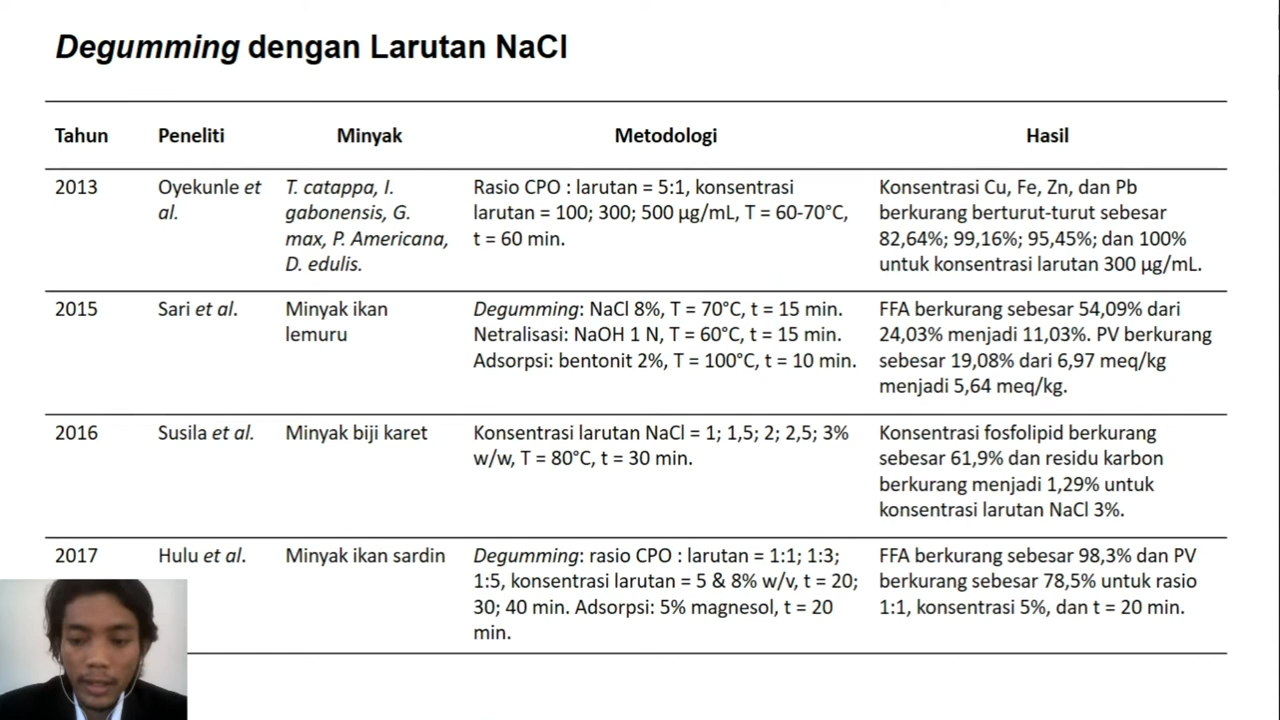 Degumming dengan Larutan NaCl
Tahun Peneliti Minyak Metodologi Hasil
2013
Oyekunle et
al.
T. catappa, I.
gabonensis, G.
max, P. Americana,
D. edulis.
Rasio CPO : larutan = 5:1, konsentrasi
larutan = 100; 300; 500 µg/mL, T = 60-70°C,
t = 60 min.
Konsentrasi Cu, Fe, Zn, dan Pb
berkurang berturut-turut sebesar
82,64%; 99,16%; 95,45%; dan 100%
untuk konsentrasi larutan 300 µg/mL.
2015
Sari et al.
Minyak ikan
lemuru
Degumming: NaCl 8%, T = 70°C, t = 15 min.
Netralisasi: NaOH 1 N, T = 60°C, t = 15 min.
Adsorpsi: bentonit 2%, T = 100°C, t = 10 min.
FFA berkurang sebesar 54,09% dari
24,03% menjadi 11,03%. PV berkurang
sebesar 19,08% dari 6,97 meq/kg
menjadi 5,64 meq/kg.
2016
Susila et al.
Minyak biji karet
Konsentrasi larutan NaCl = 1; 1,5; 2; 2,5; 3%
w/w, T = 80°C, t = 30 min.
Konsentrasi fosfolipid berkurang
sebesar 61,9% dan residu karbon
berkurang menjadi 1,29% untuk
konsentrasi larutan NaCl 3%.
2017
Hulu et al.
Minyak ikan sardin
Degumming: rasio CPO : larutan = 1:1; 1:3;
1:5, konsentrasi larutan = 5 & 8% w/v, t = 20;
30; 40 min. Adsorpsi: 5% magnesol, t = 20
min.
FFA berkurang sebesar 98,3% dan PV
berkurang sebesar 78,5% untuk rasio
1:1, konsentrasi 5%, dan t = 20 min.